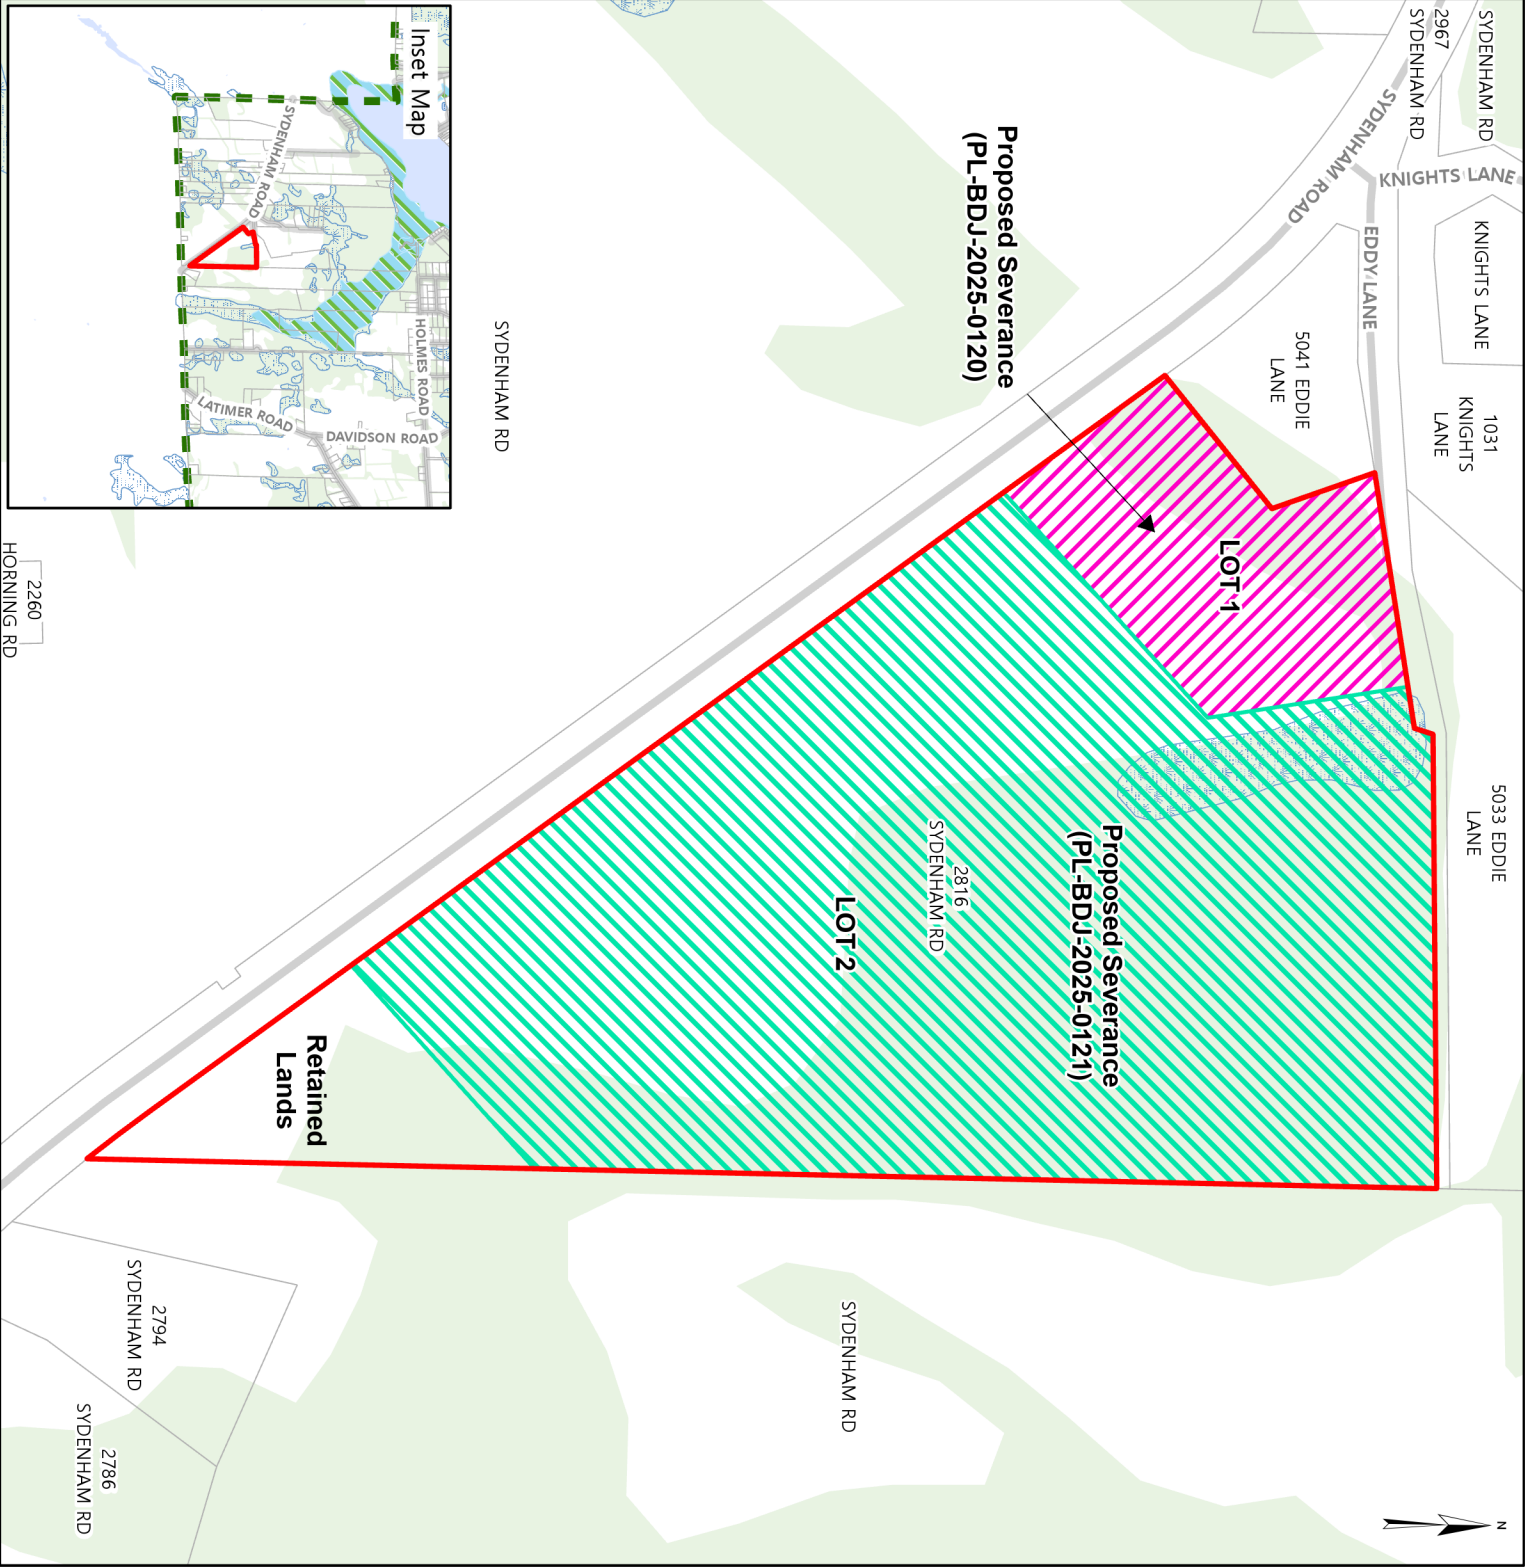 Inset Map
SYDENHAM ROAD
HOLMES ROAD
LATIMER ROAD
DAVIDSON ROAD
SYDENHAM RD
2967
SYDENHAM RD
SYDENHAM ROAD
KNIGHTS LANE
EDDY LANE
KNIGHTS LANE
1031
KNIGHTS
LANE
5041 EDDIE
LANE
5033 EDDIE
LANE
Proposed Severance
(PL-BDJ-2025-0120)
LOT 1
SYDENHAM RD
Proposed Severance
(PL-BDJ-2025-0121)
2816
SYDENHAM RD
LOT 2
Retained
Lands
2260
HORNING RD
SYDENHAM RD
2794
SYDENHAM RD
2786
SYDENHAM RD
N